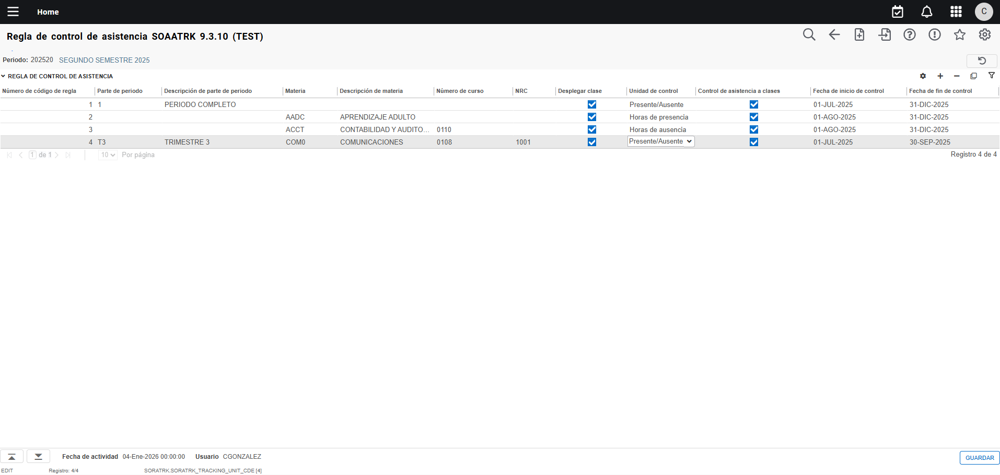 Home
C
Regla de control de asistencia SOAATRK 9.3.10 (TEST)
Periodo: 202520 SEGUNDO SEMESTRE 2025
REGLA DE CONTROL DE ASISTENCIA
Número de código de regla Parte de periodo Descripción de parte de periodo Materia Descripción de materia Número de curso NRC Desplegar clase Unidad de control Control de asistencia a clases Fecha de inicio de control Fecha de fin de control
1 1 PERIODO COMPLETO Presente/Ausente 01-JUL-2025 31-DIC-2025
2 AADC APRENDIZAJE ADULTO Horas de presencia 01-AGO-2025 31-DIC-2025
3 ACCT CONTABILIDAD Y AUDITO... 0110 Horas de ausencia 01-AGO-2025 31-DIC-2025
4 T3 TRIMESTRE 3 COM0 COMUNICACIONES 0108 1001 Presente/Ausente 01-JUL-2025 30-SEP-2025
1 de 1 10 Por página Registro 4 de 4
Fecha de actividad 04-Ene-2026 00:00:00 Usuario CGONZALEZ GUARDAR
EDIT Registro: 4/4 SORATRK.SORATRK_TRACKING_UNIT_CDE [4]